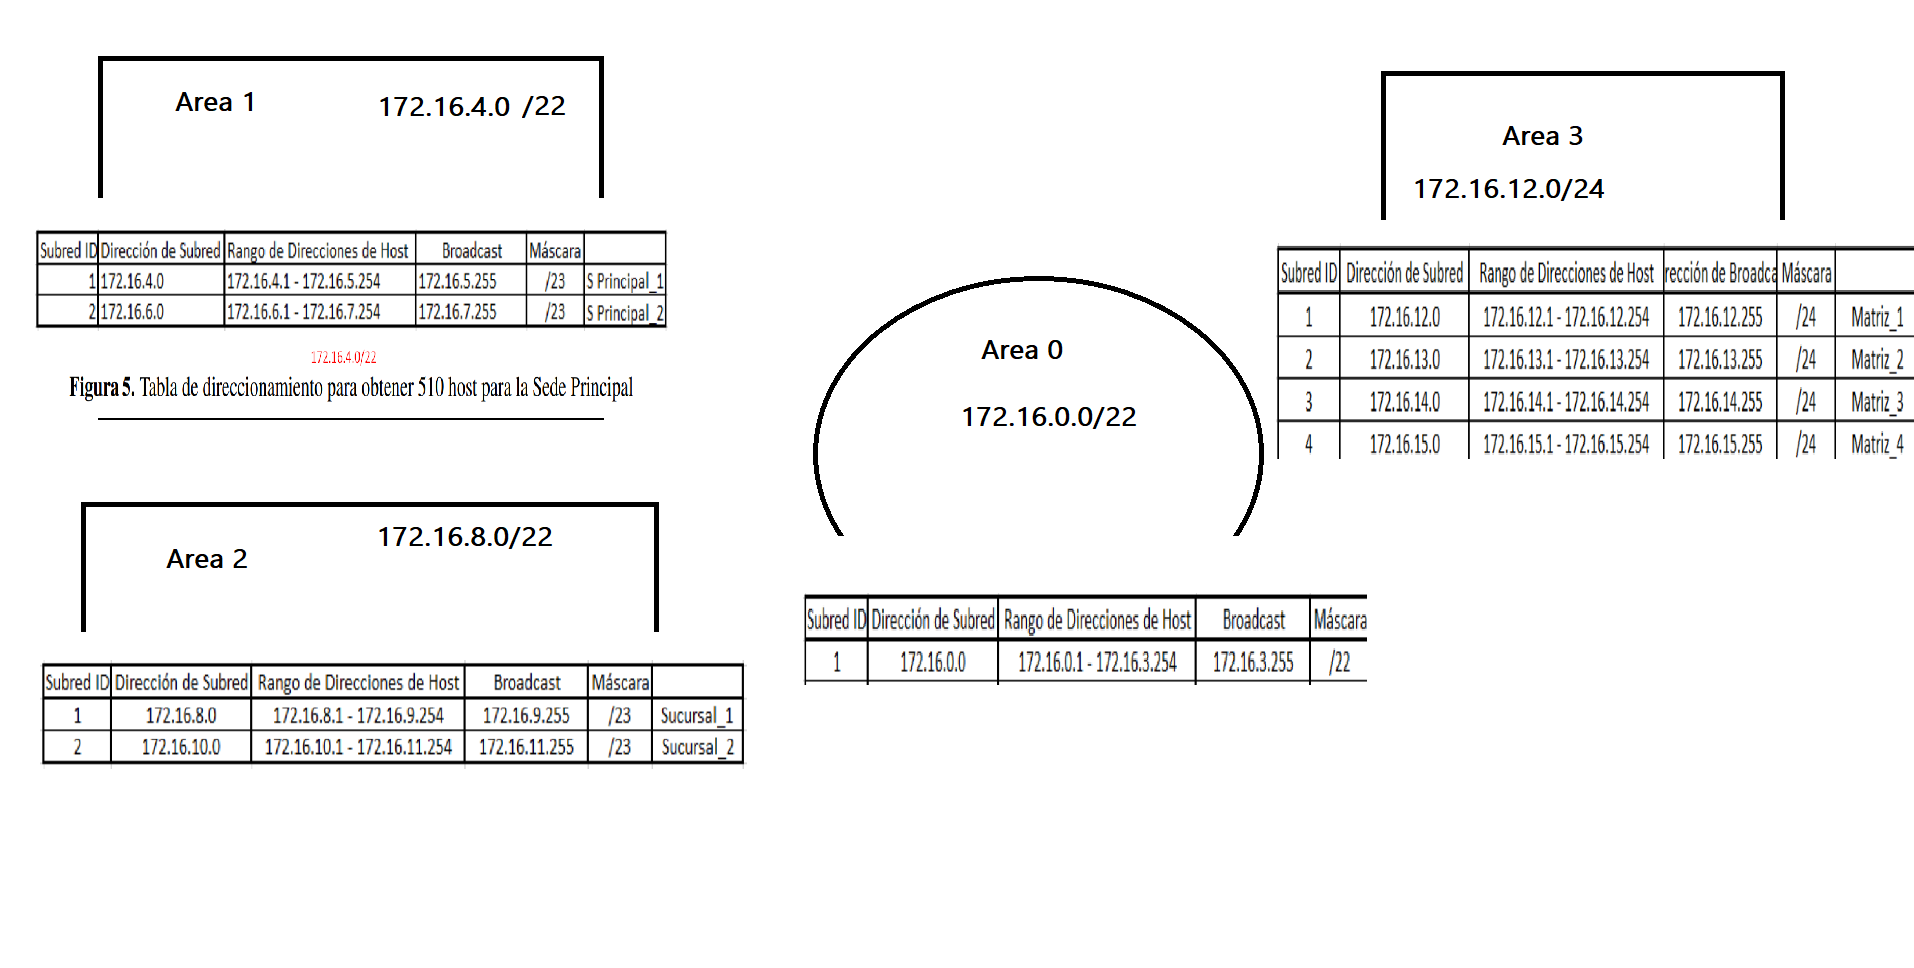 Area 1 172.16.4.0 /22
Subred ID Dirección de Subred Rango de Direcciones de Host Broadcast Máscara
1 172.16.4.0 172.16.4.1 - 172.16.5.254 172.16.5.255 /23 S Principal_1
2 172.16.6.0 172.16.6.1 - 172.16.7.254 172.16.7.255 /23 S Principal_2
172.16.4.0/22
Figura 5. Tabla de direccionamiento para obtener 510 host para la Sede Principal
172.16.8.0/22
Area 2
Subred ID Dirección de Subred Rango de Direcciones de Host Broadcast Máscara
1 172.16.8.0 172.16.8.1 - 172.16.9.254 172.16.9.255 /23 Sucursal_1
2 172.16.10.0 172.16.10.1 - 172.16.11.254 172.16.11.255 /23 Sucursal_2
Area 0
172.16.0.0/22
Subred ID Dirección de Subred Rango de Direcciones de Host Broadcast Máscara
1 172.16.0.0 172.16.0.1 - 172.16.3.254 172.16.3.255 /22
Area 3
172.16.12.0/24
Subred ID Dirección de Subred Rango de Direcciones de Host rección de Broadca Máscara
1 172.16.12.0 172.16.12.1 - 172.16.12.254 172.16.12.255 /24 Matriz_1
2 172.16.13.0 172.16.13.1 - 172.16.13.254 172.16.13.255 /24 Matriz_2
3 172.16.14.0 172.16.14.1 - 172.16.14.254 172.16.14.255 /24 Matriz_3
4 172.16.15.0 172.16.15.1 - 172.16.15.254 172.16.15.255 /24 Matriz_4